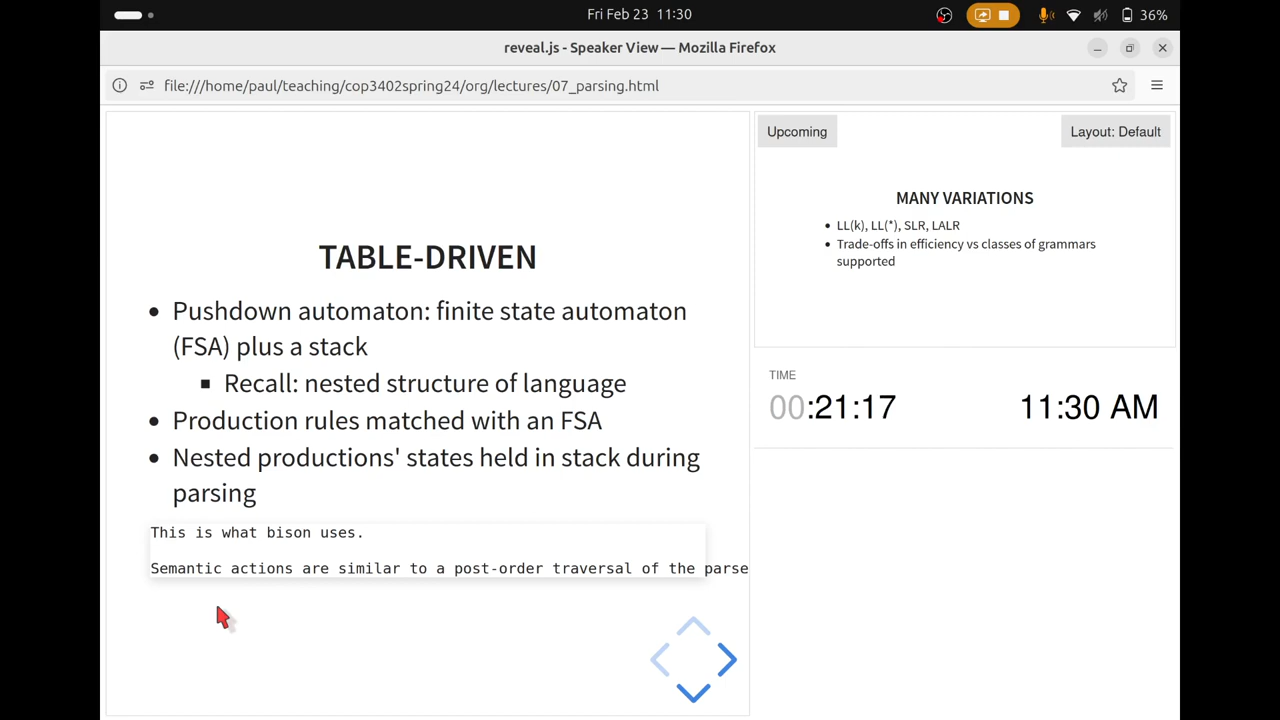 Fri Feb 23 11:30
36%
reveal.js - Speaker View — Mozilla Firefox
file:///home/paul/teaching/cop3402spring24/org/lectures/07_parsing.html
TABLE-DRIVEN
• Pushdown automaton: finite state automaton
(FSA) plus a stack
▪ Recall: nested structure of language
• Production rules matched with an FSA
• Nested productions' states held in stack during
parsing
This is what bison uses.
Semantic actions are similar to a post-order traversal of the parse
Upcoming
Layout: Default
MANY VARIATIONS
• LL(k), LL(*), SLR, LALR
• Trade-offs in efficiency vs classes of grammars
supported
TIME
00:21:17
11:30 AM